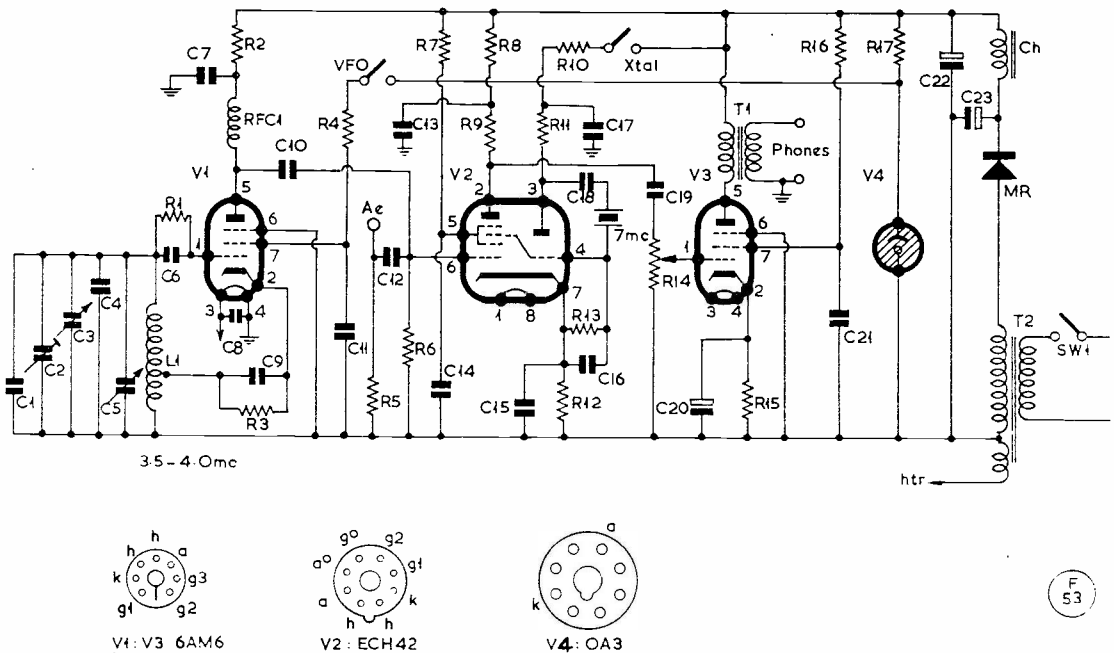 R2
R7
R8
R10
Xtal
R16
R17
Ch
C7
VFO
C22
RFC1
R4
C13
R9
R11
C17
T1
Phones
C23
MR
C10
V1
V2
V3
V4
R1
Ae
C18
C19
7mc
5
6
7
1
2
3
4
C6
C12
5
6
2
3
4
7
1
8
R14
5
6
7
1
2
3
4
C4
C3
C2
C1
C5
L1
C8
C9
R3
C11
R5
R6
C14
C15
R13
C16
R12
C20
R15
C21
T2
SW1
3.5-4.0mc
htr
h
h
a
k
g3
g1
g2
V1: V3 6AM6
g°
g2
a°
g1
a
k
h
h
V2: ECH42
a
k
V4: OA3
F
53